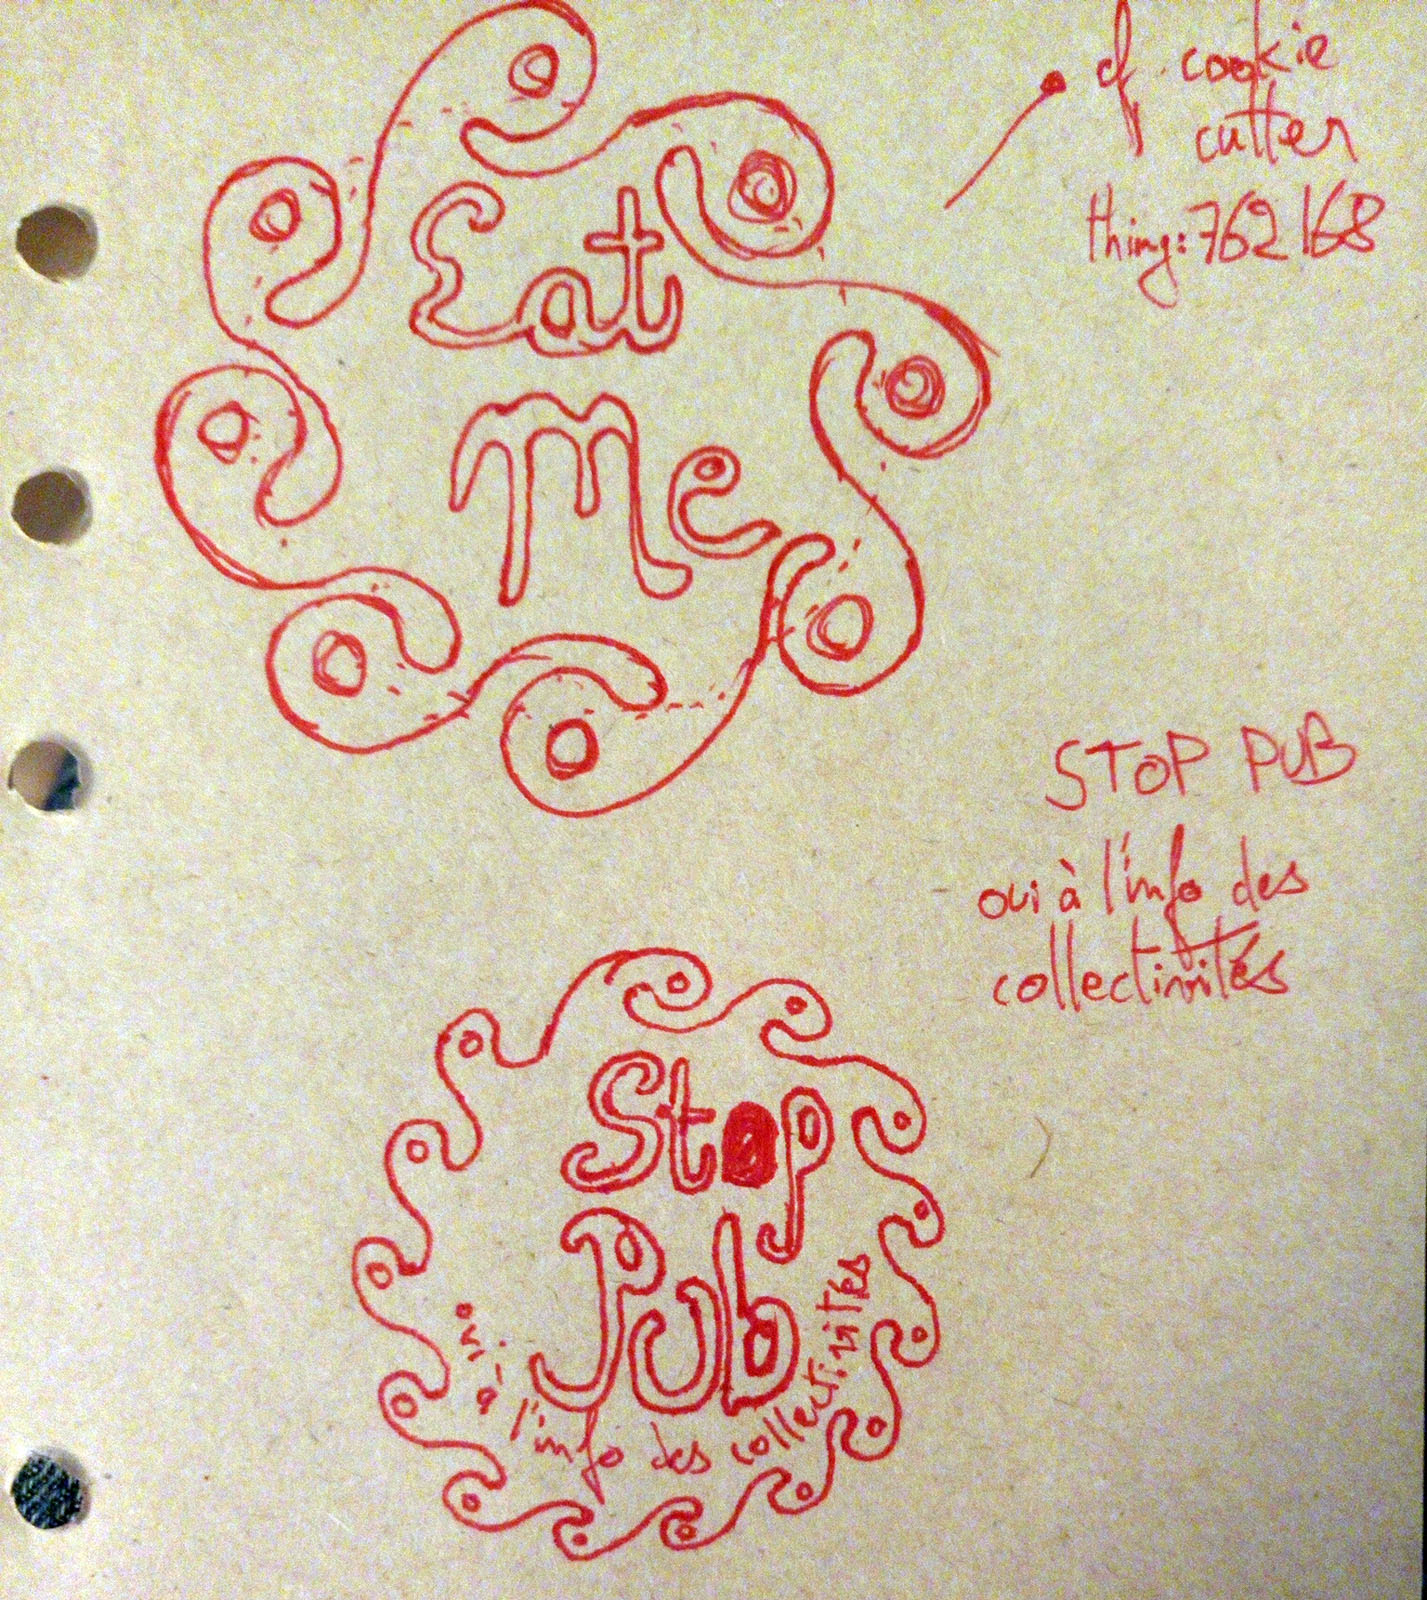 cf. cookie
cutter
thing:762168
Eat
Me
STOP PUB
oui à l'info des
collectivités
Stop
Pub
oui à l'info des collectivités